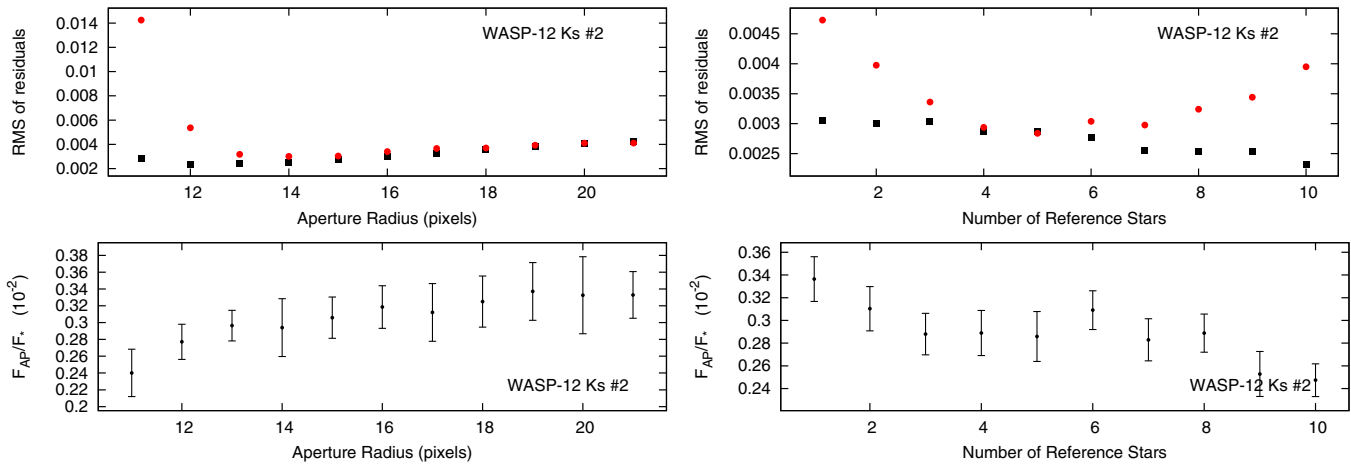 WASP-12 Ks #2
RMS of residuals
0.014
0.012
0.01
0.008
0.006
0.004
0.002
12 14 16 18 20
Aperture Radius (pixels)
WASP-12 Ks #2
RMS of residuals
0.0045
0.004
0.0035
0.003
0.0025
2 4 6 8 10
Number of Reference Stars
F_AP/F_* (10^-2)
0.38
0.36
0.34
0.32
0.3
0.28
0.26
0.24
0.22
0.2
WASP-12 Ks #2
12 14 16 18 20
Aperture Radius (pixels)
F_AP/F_* (10^-2)
0.36
0.34
0.32
0.3
0.28
0.26
0.24
WASP-12 Ks #2
2 4 6 8 10
Number of Reference Stars